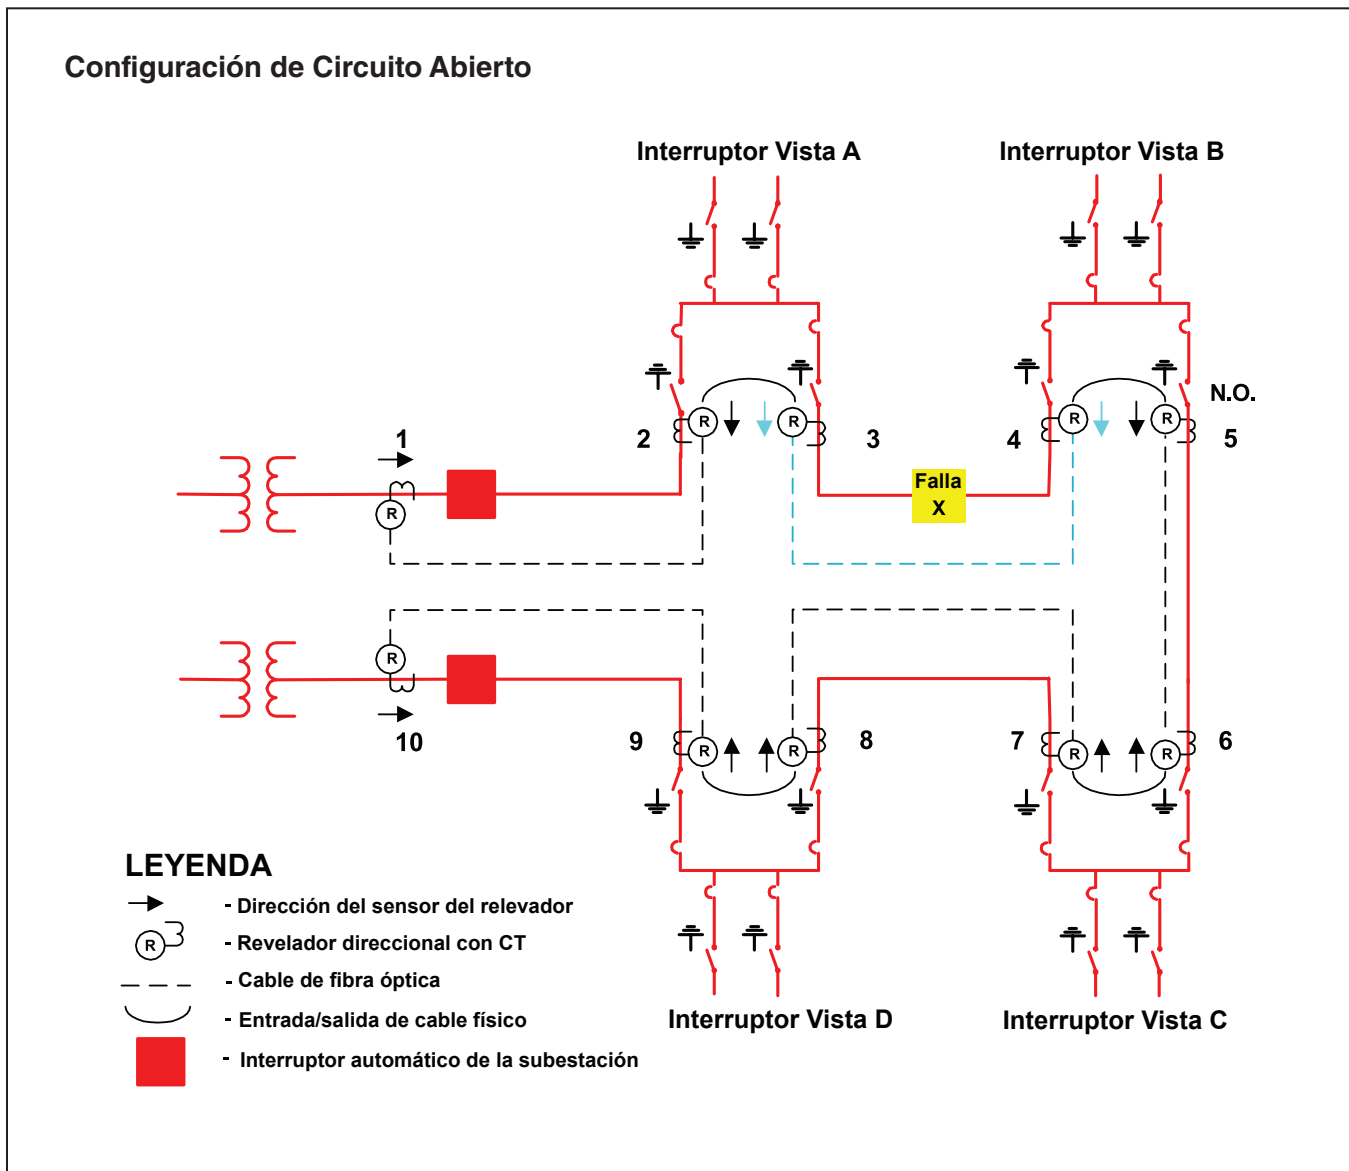 Configuración de Circuito Abierto
Interruptor Vista A
Interruptor Vista B
N.O.
R
R
R
R
2
3
4
5
1
Falla
X
R
R
10
9
8
7
6
R
R
R
R
LEYENDA
- Dirección del sensor del relevador
R
- Revelador direccional con CT
- Cable de fibra óptica
- Entrada/salida de cable físico
- Interruptor automático de la subestación
Interruptor Vista D
Interruptor Vista C